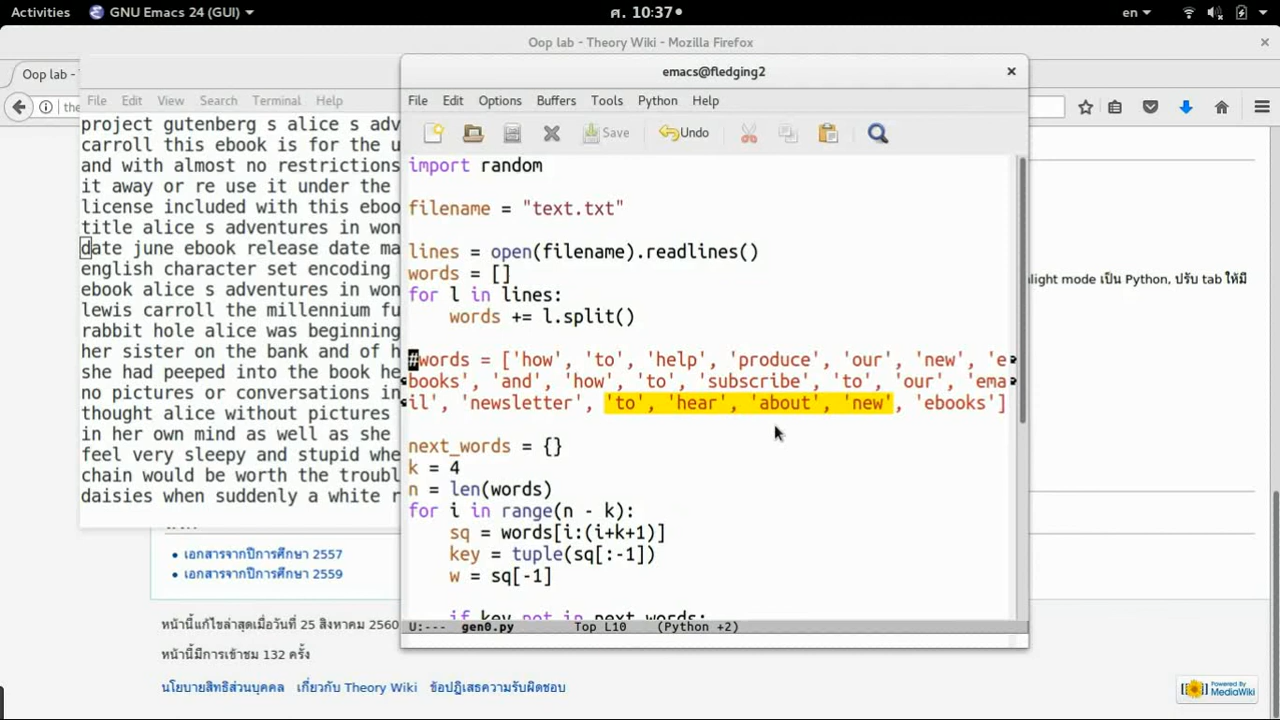 Activities GNU Emacs 24 (GUI) ศ. 10:37 en
Oop lab - Theory Wiki - Mozilla Firefox
Oop lab -
emacs@fledging2
File Edit View Search Terminal Help
File Edit Options Buffers Tools Python Help
Save Undo
project gutenberg s alice s adv
carroll this ebook is for the u
and with almost no restrictions
it away or re use it under the
license included with this eboo
title alice s adventures in won
date june ebook release date ma
english character set encoding
ebook alice s adventures in won
lewis carroll the millennium fu
rabbit hole alice was beginning
her sister on the bank and of h
she had peeped into the book he
no pictures or conversations in
thought alice without pictures
in her own mind as well as she
feel very sleepy and stupid whe
chain would be worth the troubl
daisies when suddenly a white r
import random
filename = "text.txt"
lines = open(filename).readlines()
words = []
for l in lines:
words += l.split()
#words = ['how', 'to', 'help', 'produce', 'our', 'new', 'e
books', 'and', 'how', 'to', 'subscribe', 'to', 'our', 'ema
il', 'newsletter', 'to', 'hear', 'about', 'new', 'ebooks']
next_words = {}
k = 4
n = len(words)
for i in range(n - k):
sq = words[i:(i+k+1)]
key = tuple(sq[:-1])
w = sq[-1]
if key not in next_words:
U:--- gen0.py Top L10 (Python +2)
light mode เป็น Python, ปรับ tab ให้มี
เอกสารจากปีการศึกษา 2557
เอกสารจากปีการศึกษา 2559
หน้านี้แก้ไขล่าสุดเมื่อวันที่ 25 สิงหาคม 2560
หน้านี้มีการเข้าชม 132 ครั้ง
นโยบายสิทธิส่วนบุคคล เกี่ยวกับ Theory Wiki ข้อปฏิเสธความรับผิดชอบ
Powered By
MediaWiki